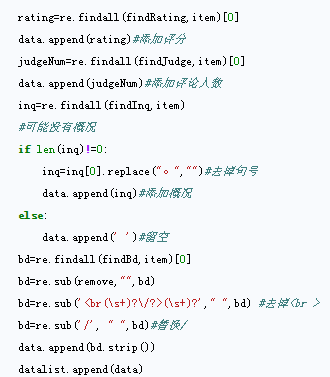 rating=re.findall(findRating,item)[0]
data.append(rating)#添加评分
judgeNum=re.findall(findJudge,item)[0]
data.append(judgeNum)#添加评论人数
inq=re.findall(findInq,item)
#可能没有概况
if len(inq)!=0:
    inq=inq[0].replace("。","")#去掉句号
    data.append(inq)#添加概况
else:
    data.append(' ')#留空
bd=re.findall(findBd,item)[0]
bd=re.sub(remove,"",bd)
bd=re.sub('<br(\s+)?\/?>(\s+)?'," ",bd) #去掉<br >
bd=re.sub('/', " ",bd)#替换/
data.append(bd.strip())
datalist.append(data)